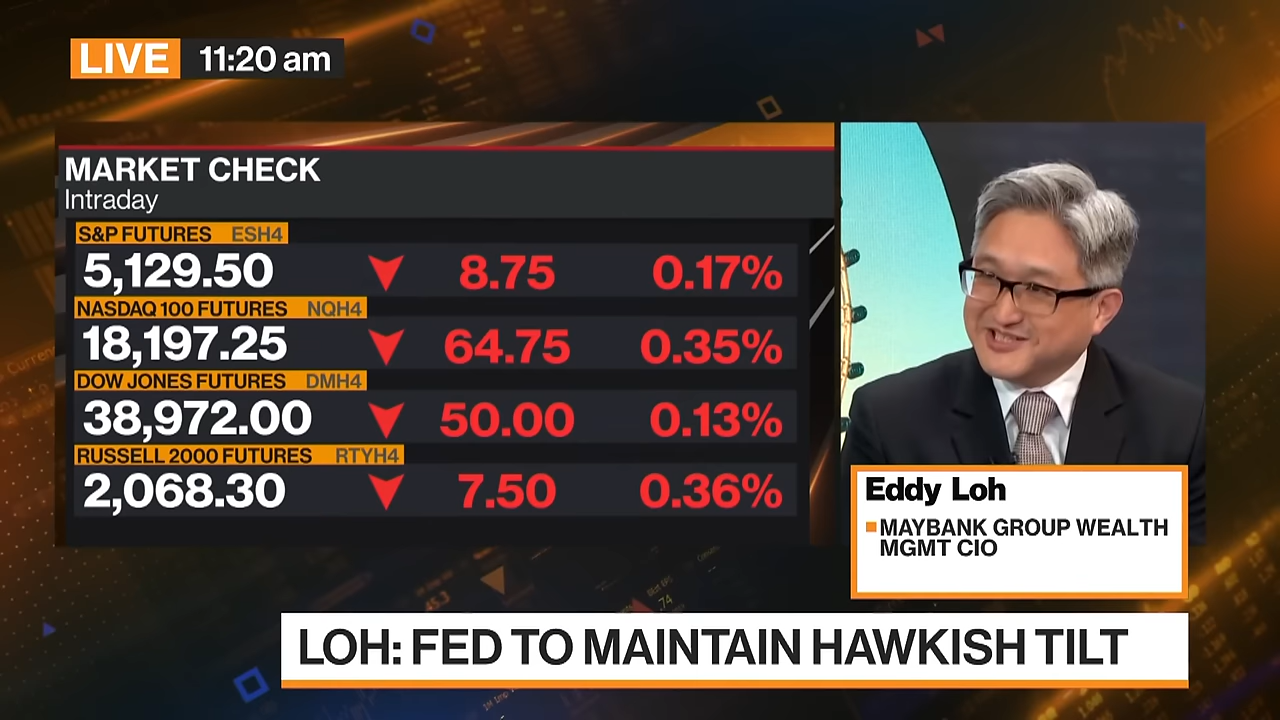 LIVE 11:20 am
MARKET CHECK
Intraday
S&P FUTURES ESH4
5,129.50 8.75 0.17%
NASDAQ 100 FUTURES NQH4
18,197.25 64.75 0.35%
DOW JONES FUTURES DMH4
38,972.00 50.00 0.13%
RUSSELL 2000 FUTURES RTYH4
2,068.30 7.50 0.36%
Eddy Loh
MAYBANK GROUP WEALTH
MGMT CIO
LOH: FED TO MAINTAIN HAWKISH TILT